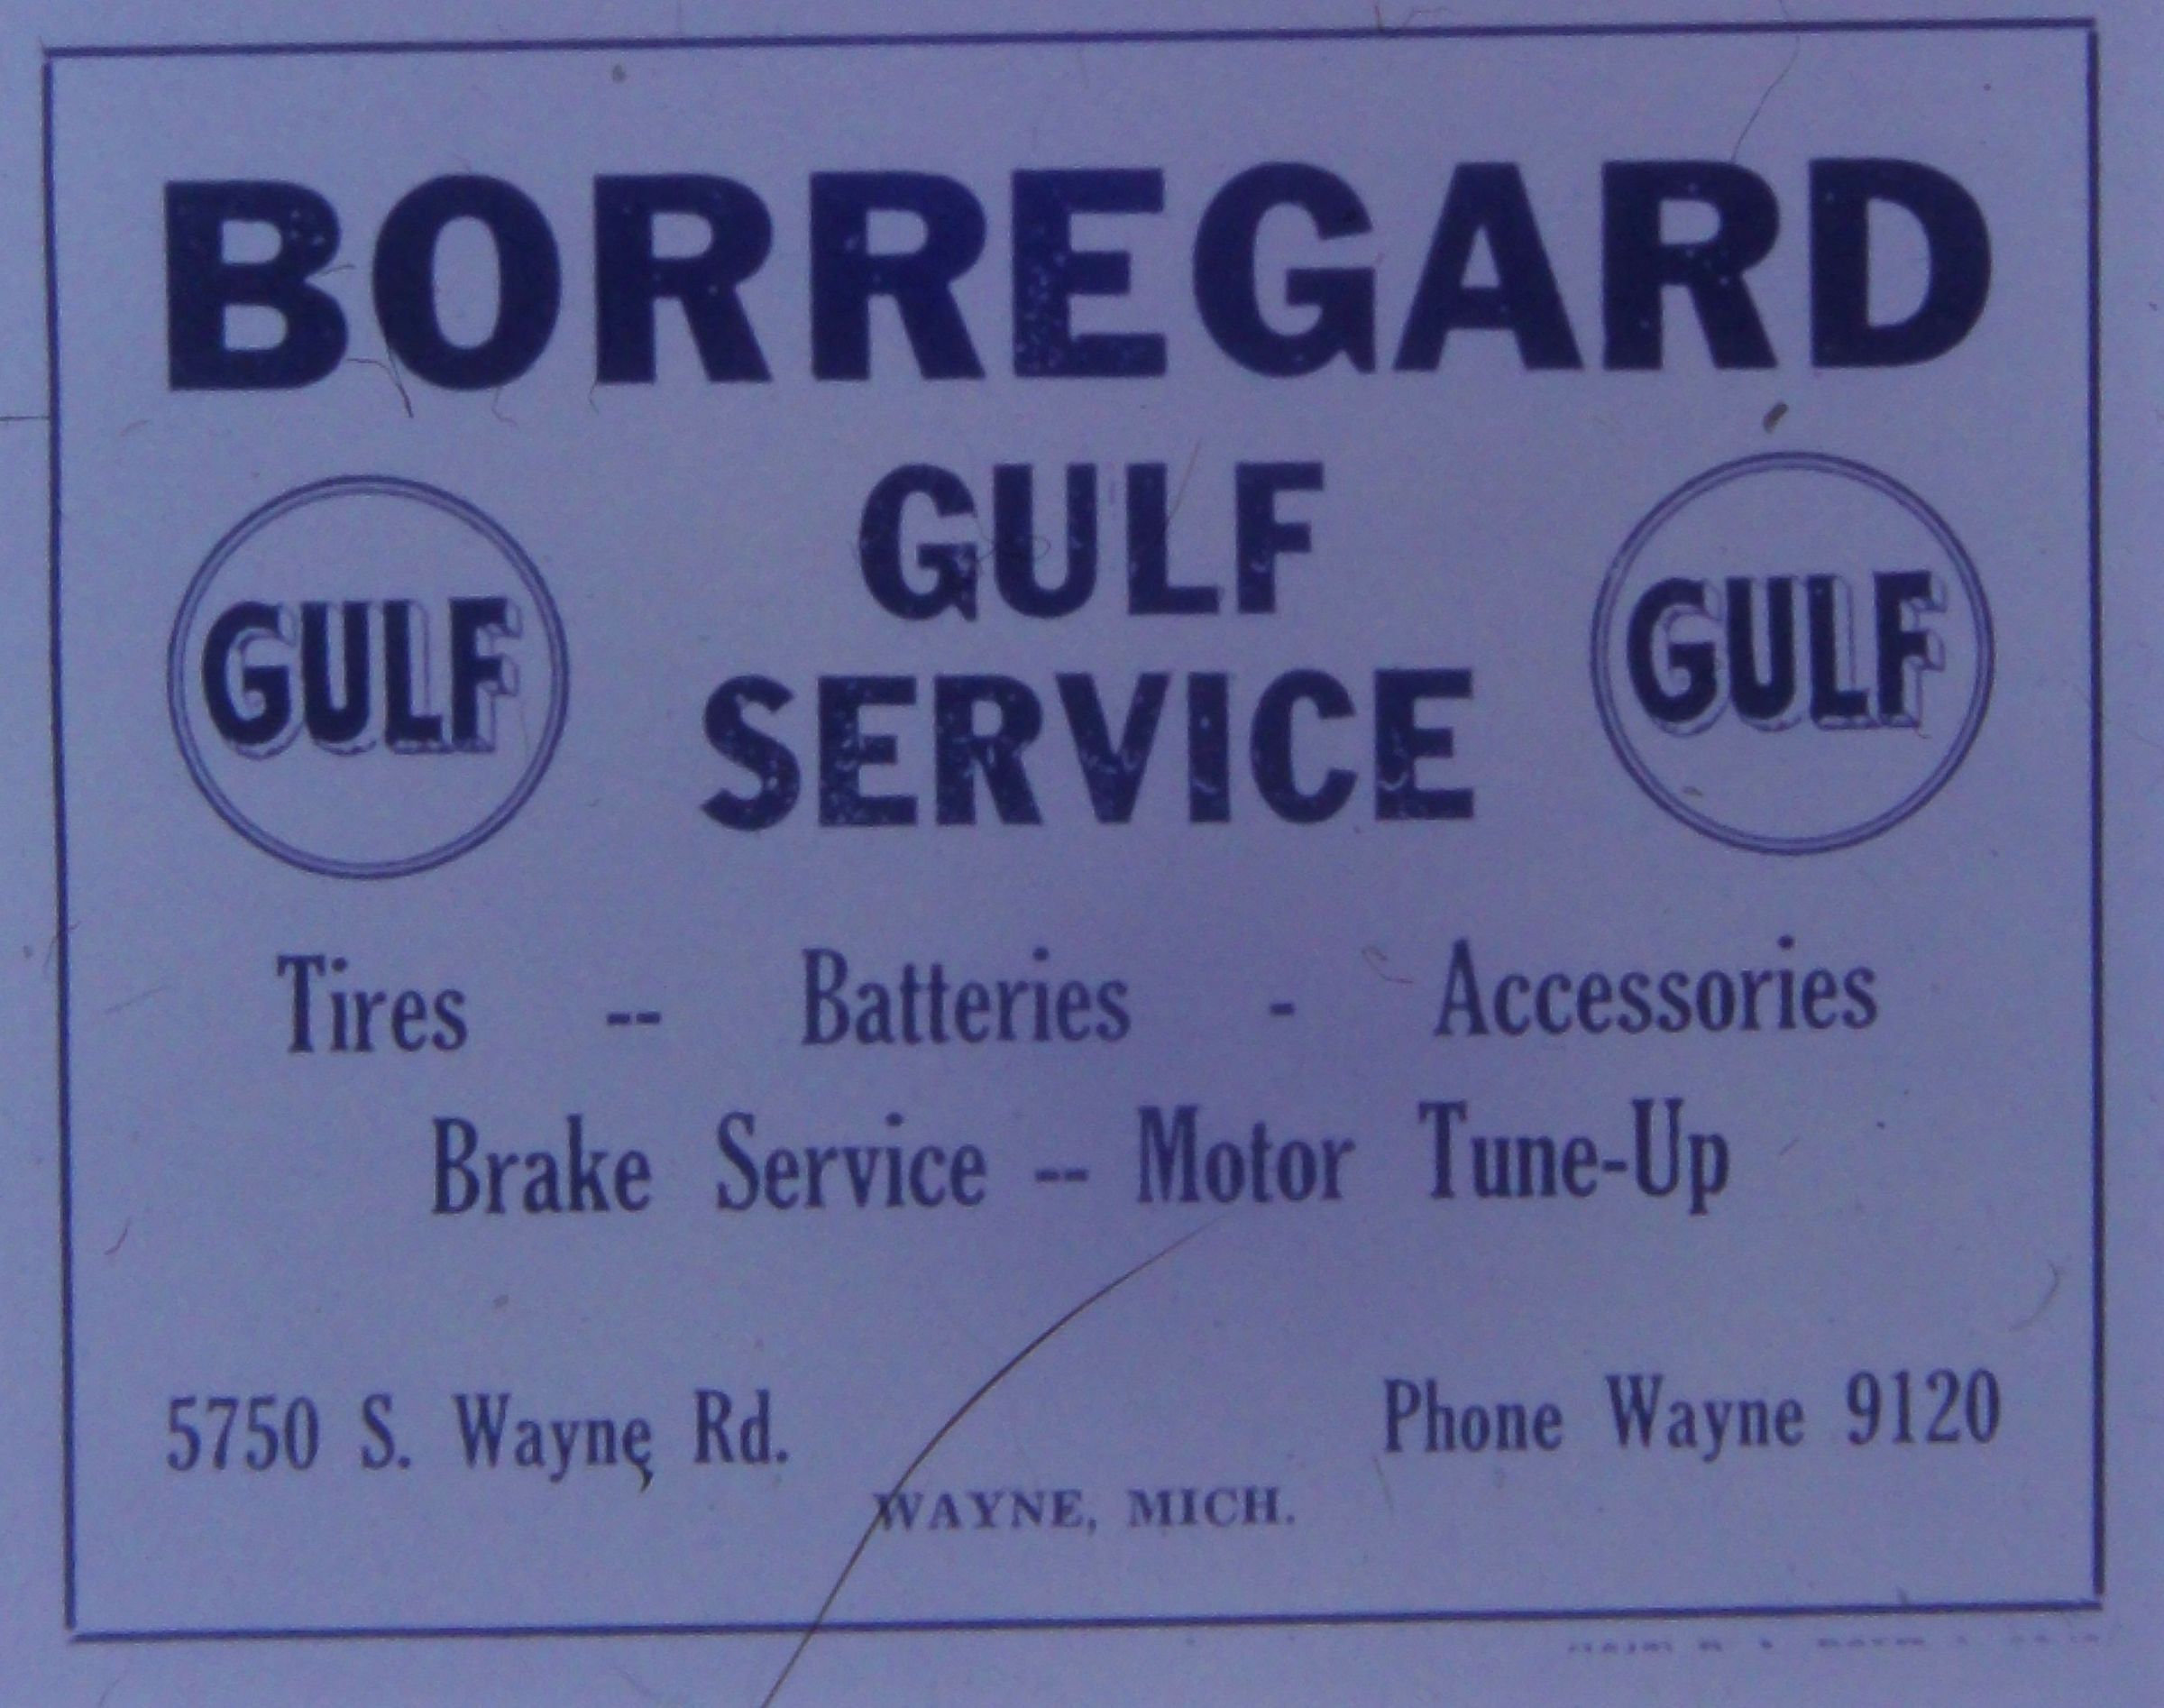 BORREGARD
GULF
SERVICE
GULF
GULF
Tires -- Batteries - Accessories
Brake Service -- Motor Tune-Up
5750 S. Wayne Rd.
Phone Wayne 9120
WAYNE, MICH.